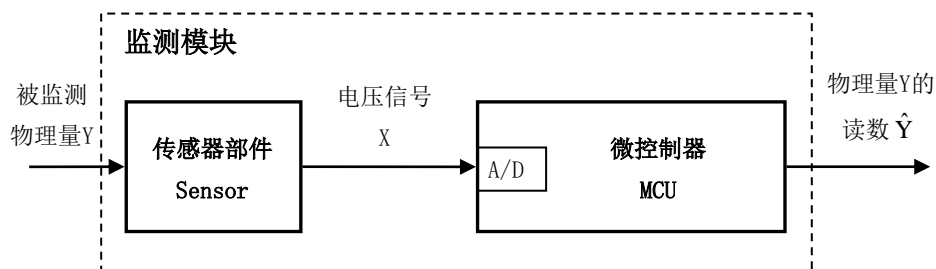 监测模块
被监测
物理量Y
传感器部件
Sensor
电压信号
X
A/D
微控制器
MCU
物理量Y的
读数 Ŷ